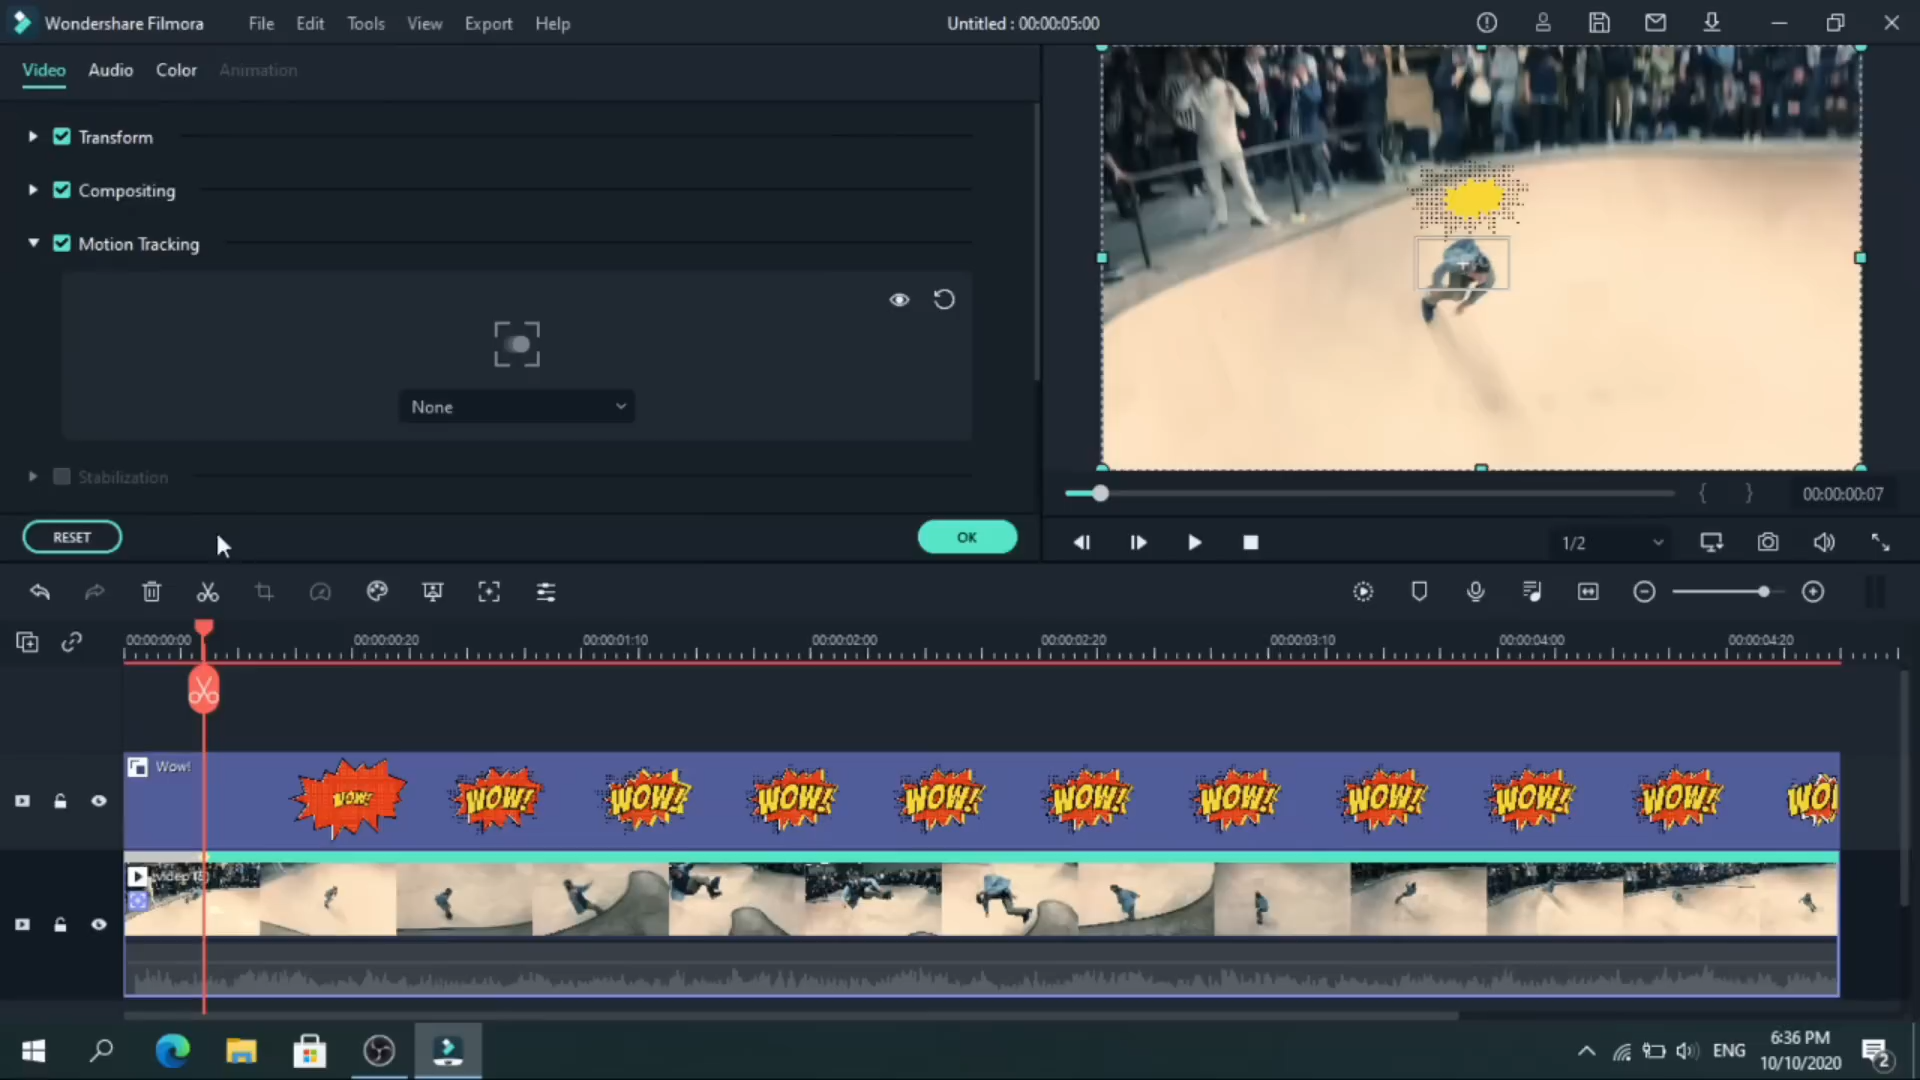 Wondershare Filmora File Edit Tools View Export Help Untitled : 00:00:05:00
Video Audio Color Animation
Transform
Compositing
Motion Tracking
None
Stabilization
RESET OK
{ } 00:00:00:07
1/2
00:00:00:00 00:00:00:20 00:00:01:10 00:00:02:00 00:00:02:20 00:00:03:10 00:00:04:00 00:00:04:20
Wow!
WOW! WOW! WOW! WOW! WOW! WOW! WOW! WOW! WOW! WOW! WO
ENG
6:36 PM
10/10/2020
2